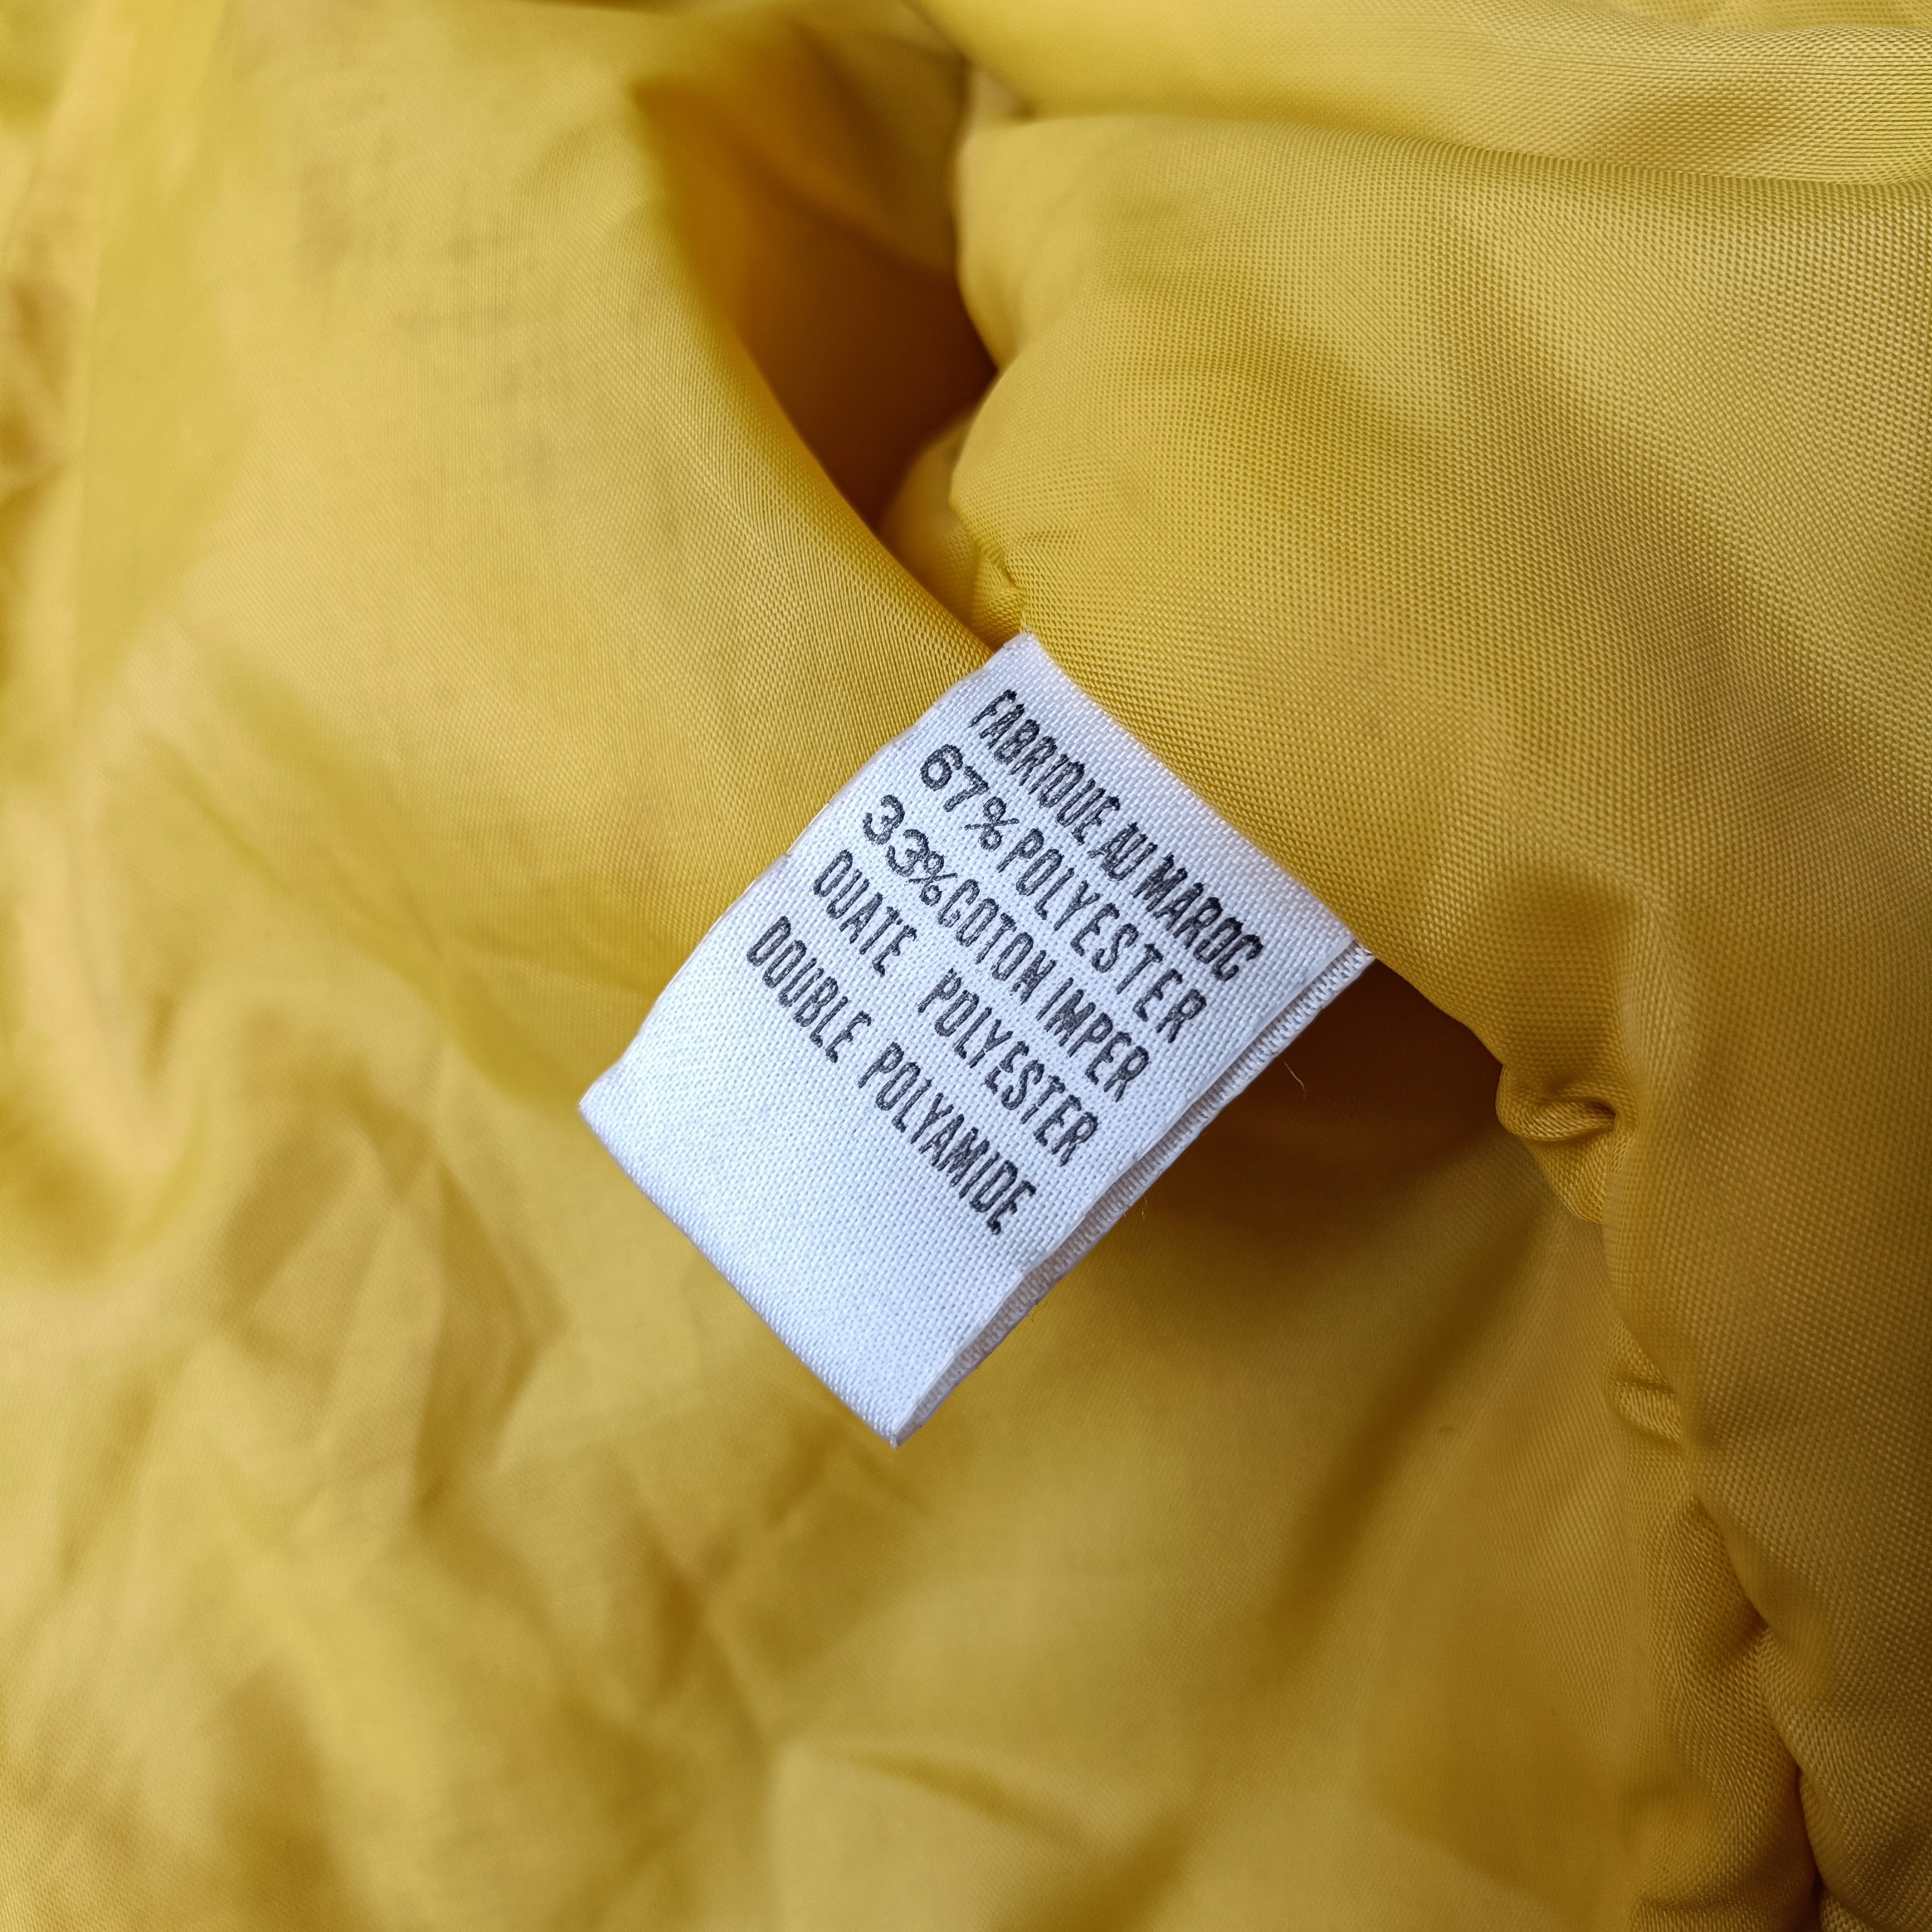 FABRIQUE AU MAROC
67% POLYESTER
33% COTON IMPER
OUATE POLYESTER
DOUBLE POLYAMIDE